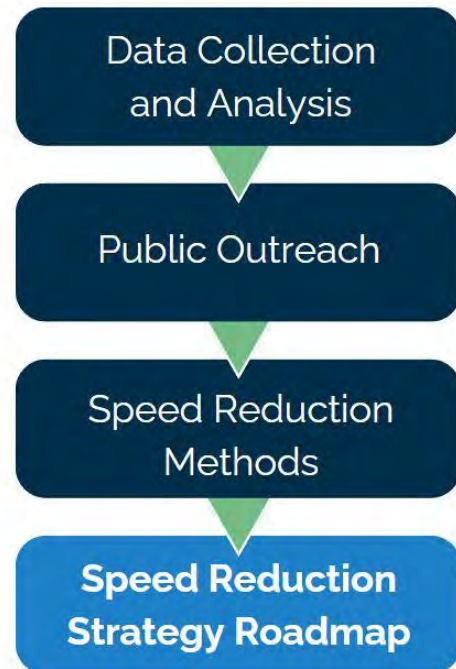 Data Collection
and Analysis
Public Outreach
Speed Reduction
Methods
Speed Reduction
Strategy Roadmap